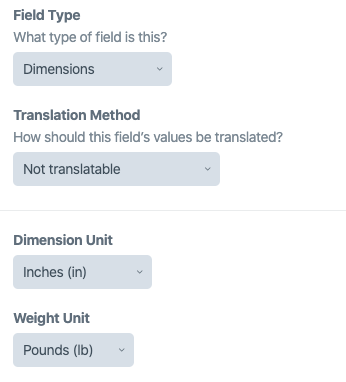 Field Type
What type of field is this?
Dimensions
Translation Method
How should this field’s values be translated?
Not translatable
Dimension Unit
Inches (in)
Weight Unit
Pounds (lb)